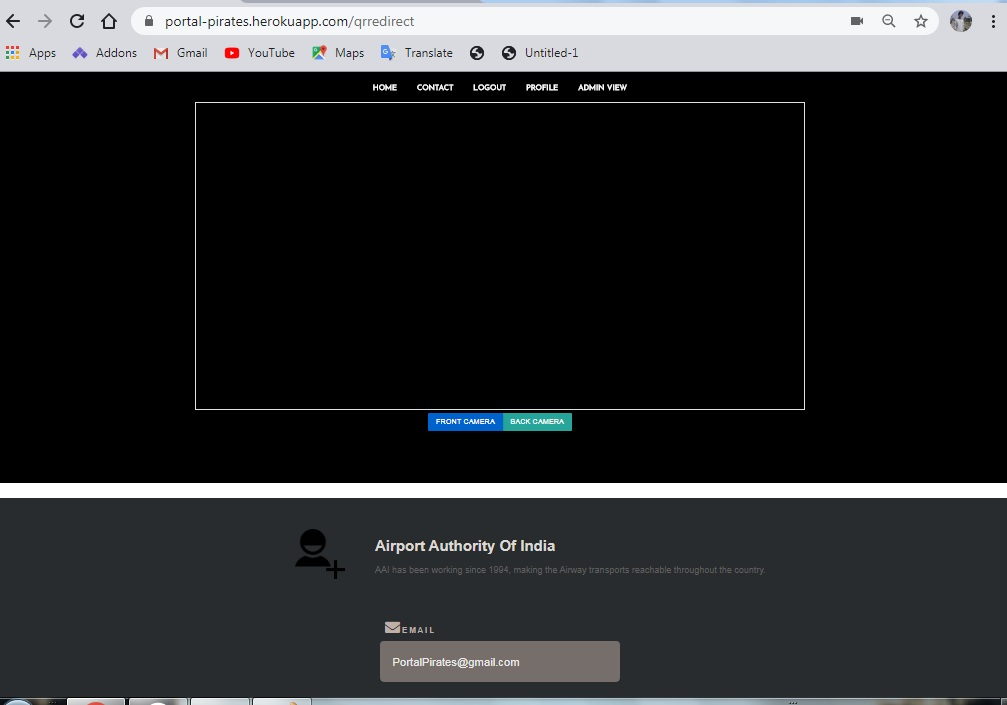 portal-pirates.herokuapp.com/qrredirect
Apps Addons Gmail YouTube Maps Translate Untitled-1
HOME CONTACT LOGOUT PROFILE ADMIN VIEW
FRONT CAMERA BACK CAMERA
Airport Authority Of India
AAI has been working since 1994, making the Airway transports reachable throughout the country.
EMAIL
PortalPirates@gmail.com